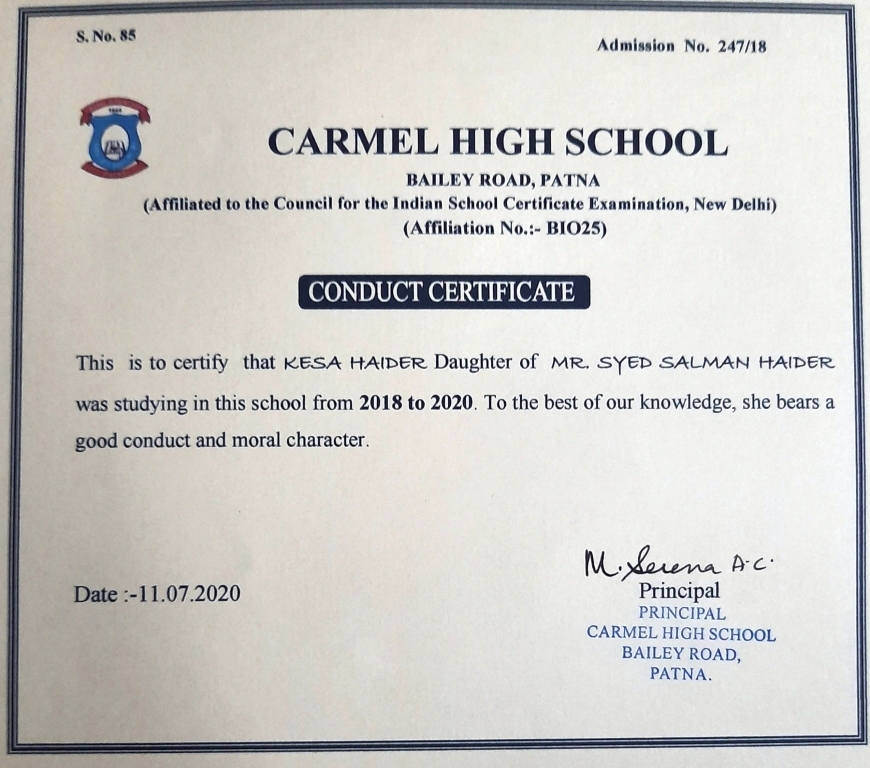 S. No. 85
Admission No. 247/18
CARMEL HIGH SCHOOL
BAILEY ROAD, PATNA
(Affiliated to the Council for the Indian School Certificate Examination, New Delhi)
(Affiliation No.:- BIO25)
CONDUCT CERTIFICATE
This is to certify that KESA HAIDER Daughter of MR. SYED SALMAN HAIDER
was studying in this school from 2018 to 2020. To the best of our knowledge, she bears a
good conduct and moral character.
M. Serena A.C.
Date :-11.07.2020
Principal
PRINCIPAL
CARMEL HIGH SCHOOL
BAILEY ROAD,
PATNA.